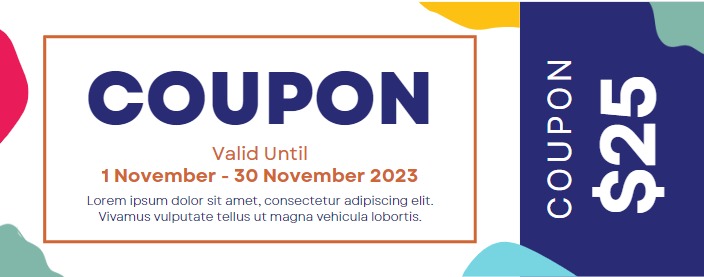 COUPON
Valid Until
1 November - 30 November 2023
Lorem ipsum dolor sit amet, consectetur adipiscing elit.
Vivamus vulputate tellus ut magna vehicula lobortis.
COUPON
$25